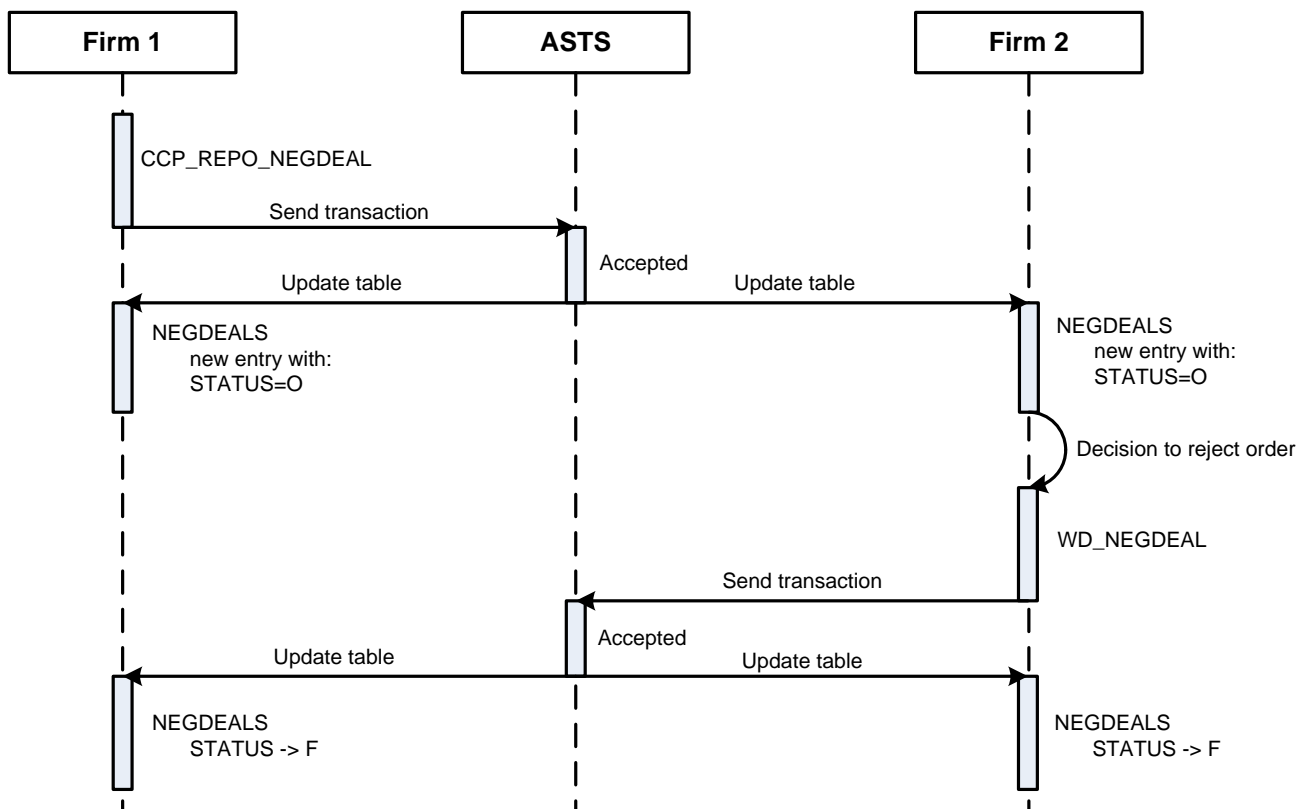 Firm 1
ASTS
Firm 2
CCP_REPO_NEGDEAL
Send transaction
Accepted
Update table
Update table
NEGDEALS
new entry with:
STATUS=O
NEGDEALS
new entry with:
STATUS=O
Decision to reject order
WD_NEGDEAL
Send transaction
Accepted
Update table
Update table
NEGDEALS
STATUS -> F
NEGDEALS
STATUS -> F